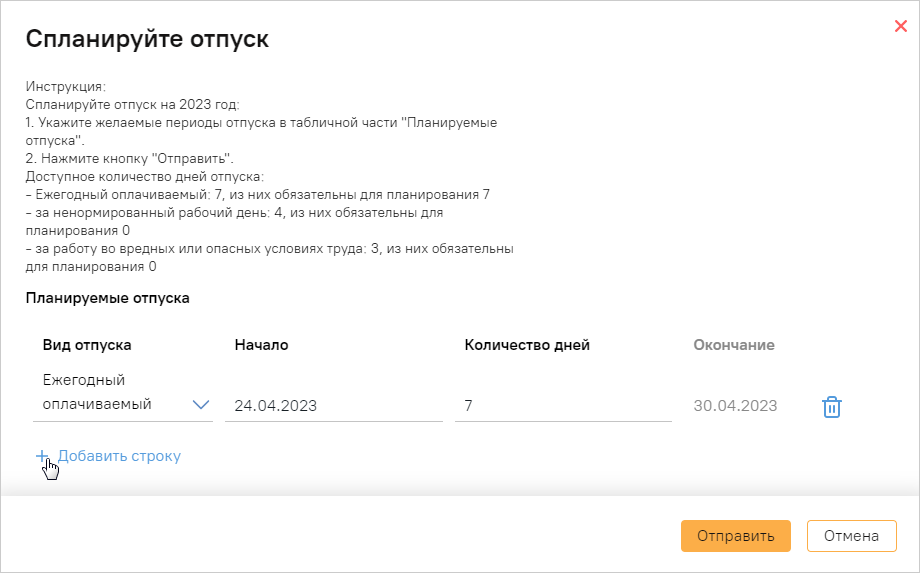 Спланируйте отпуск
Инструкция:
Спланируйте отпуск на 2023 год:
1. Укажите желаемые периоды отпуска в табличной части "Планируемые
отпуска".
2. Нажмите кнопку "Отправить".
Доступное количество дней отпуска:
- Ежегодный оплачиваемый: 7, из них обязательны для планирования 7
- за ненормированный рабочий день: 4, из них обязательны для
планирования 0
- за работу во вредных или опасных условиях труда: 3, из них обязательны
для планирования 0
Планируемые отпуска
Вид отпуска Начало Количество дней Окончание
Ежегодный
оплачиваемый 24.04.2023 7 30.04.2023
+ Добавить строку
Отправить Отмена